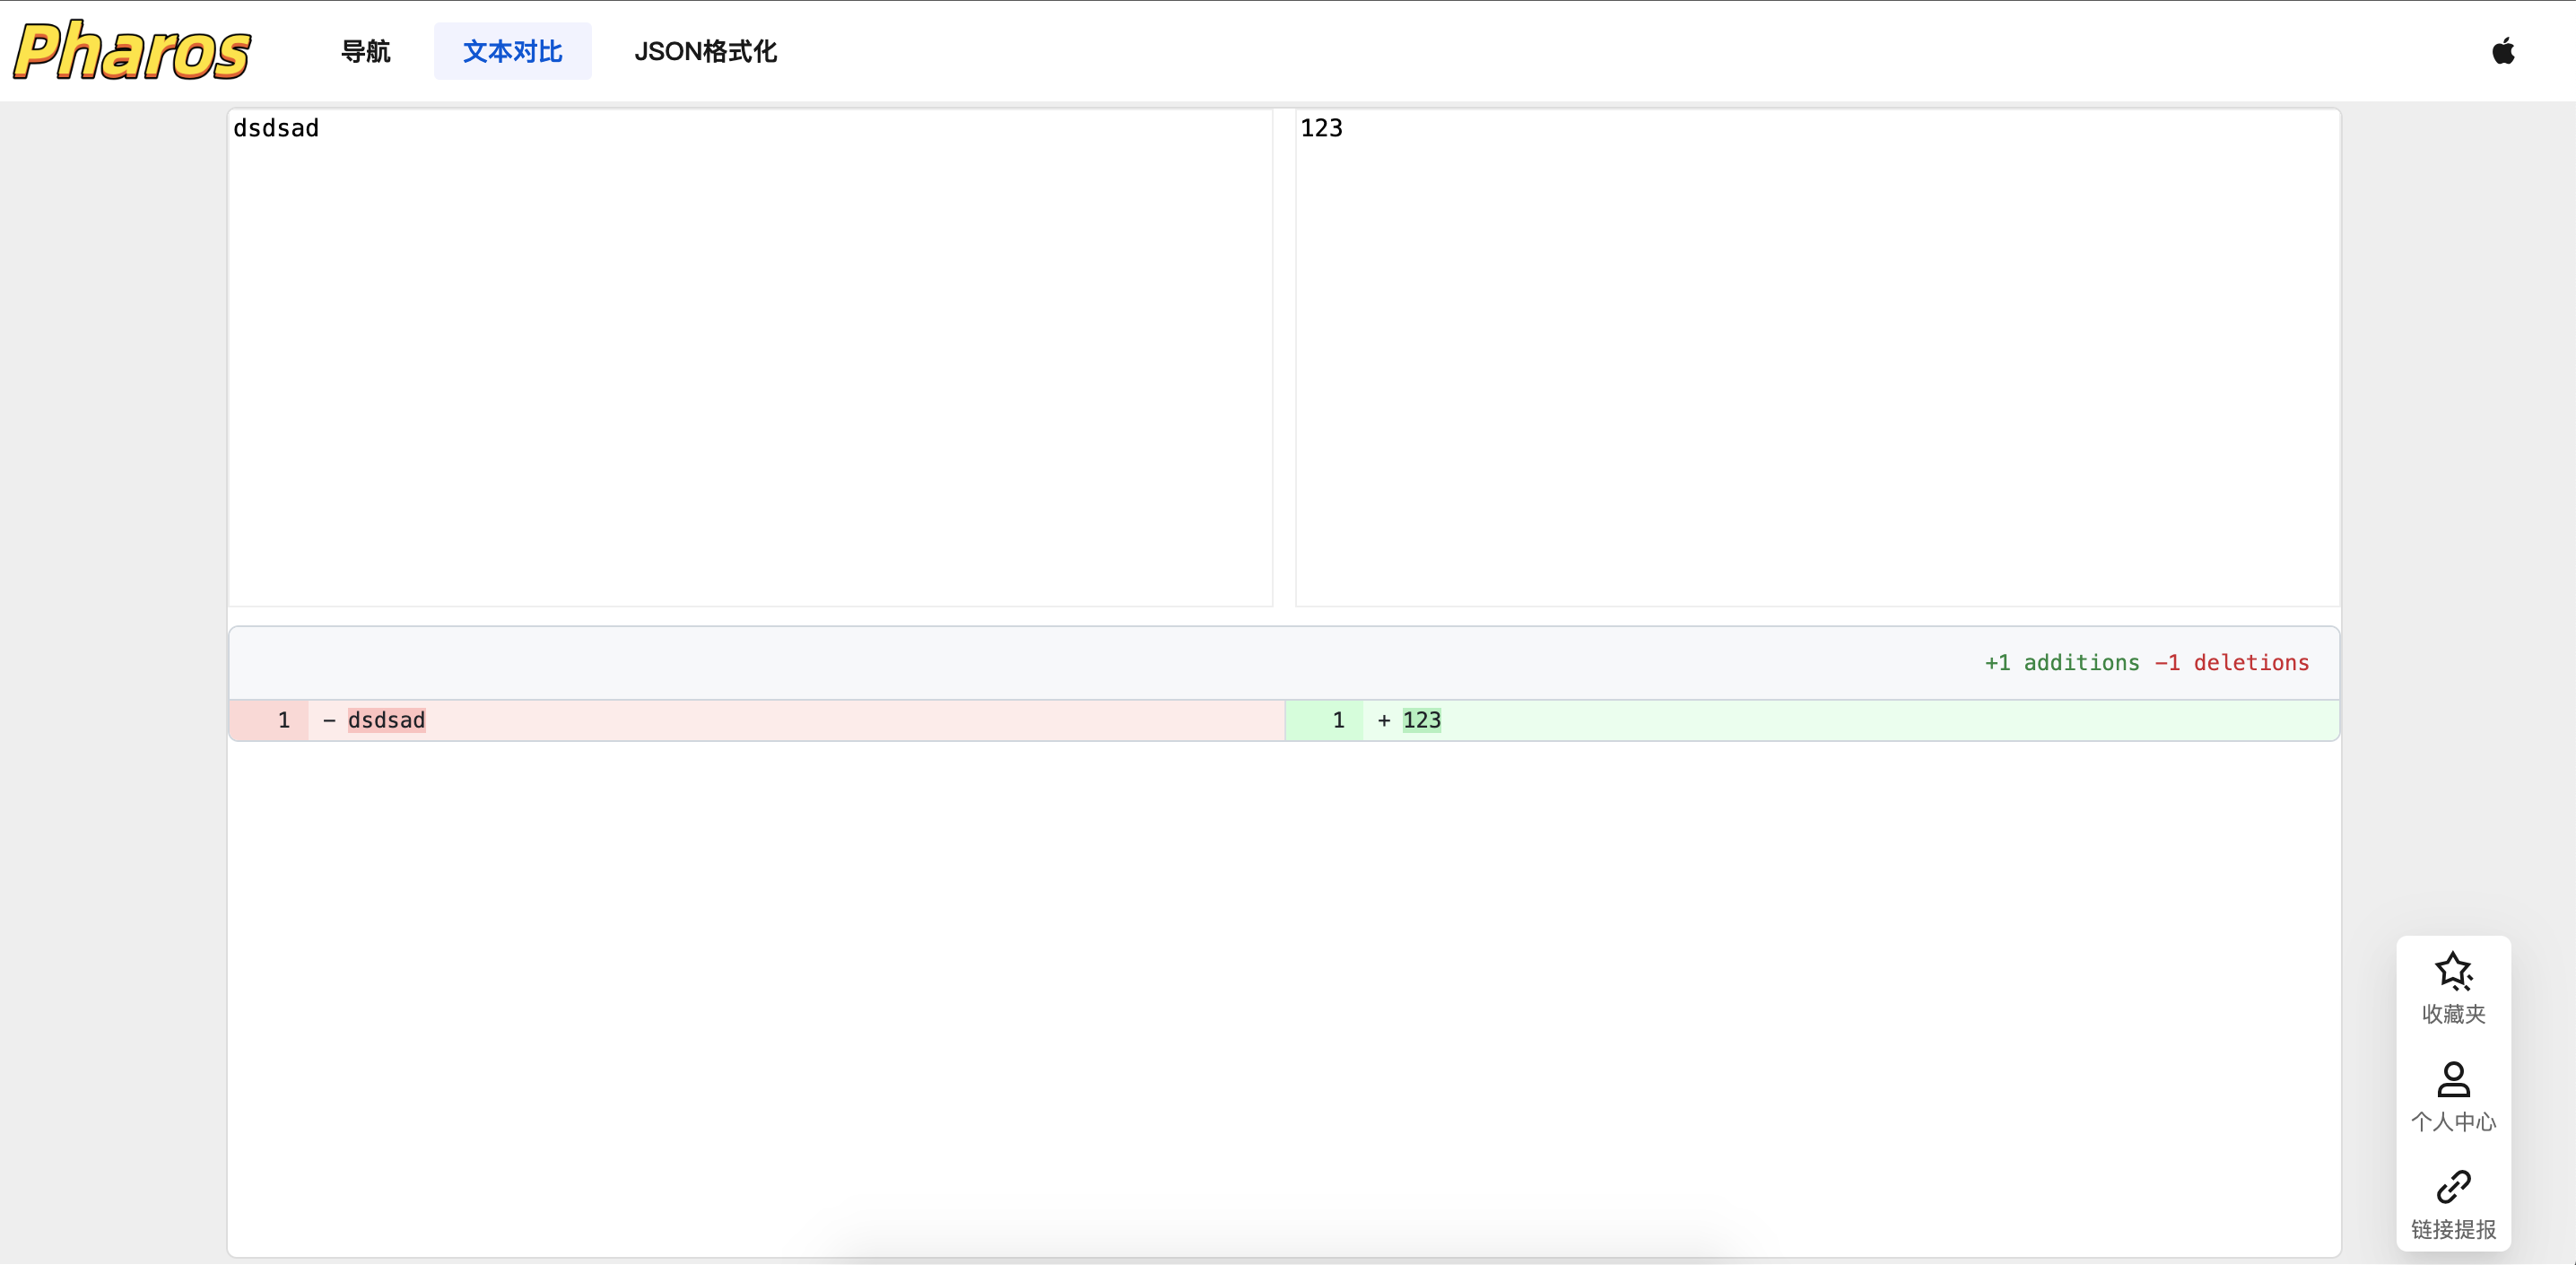 Pharos 导航 文本对比 JSON格式化
dsdsad 123
+1 additions −1 deletions
1 − dsdsad 1 + 123
收藏夹
个人中心
链接提报